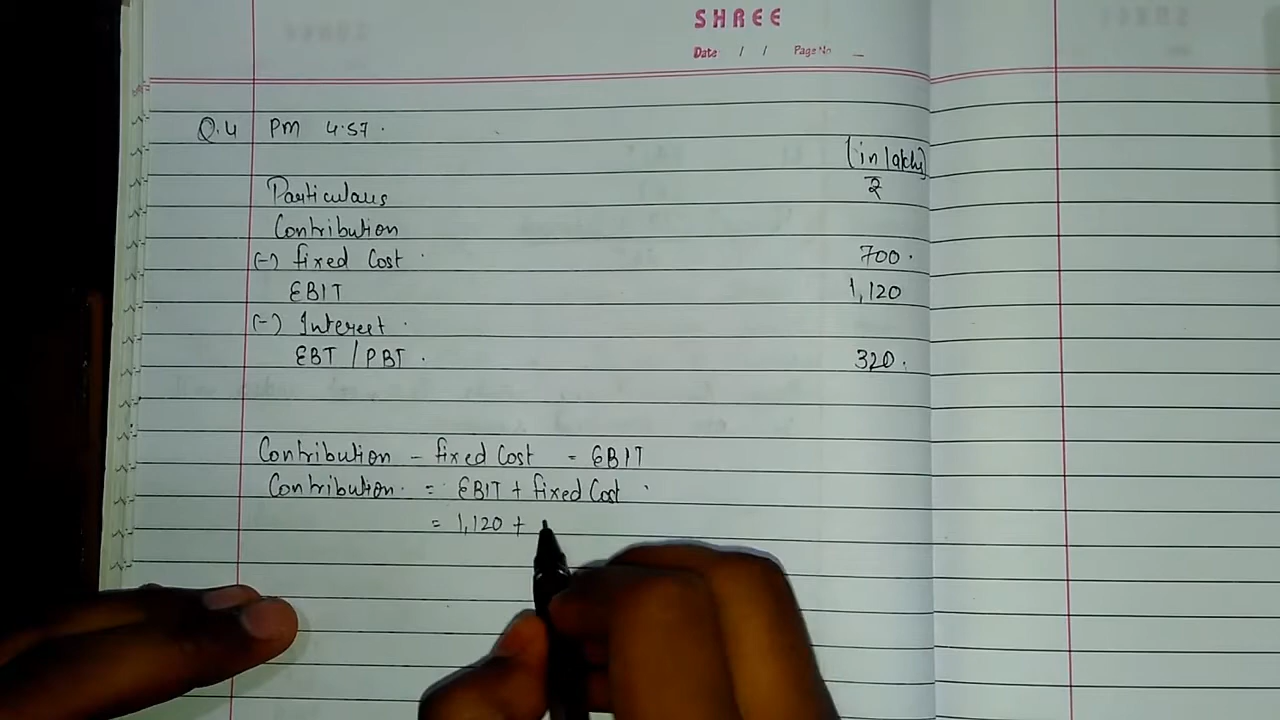 SHREE
Date / / Page No
Q.4 PM 4.57.
(in lakhs)
Particulars ₹
Contribution
(-) fixed Cost 700.
EBIT 1,120
(-) Interest
EBT / PBT. 320.
Contribution - fixed Cost = EBIT
Contribution = EBIT + fixed Cost
= 1,120 +